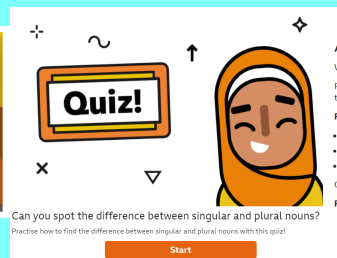 Quiz!
Can you spot the difference between singular and plural nouns?
Practise how to find the difference between singular and plural nouns with this quiz!
Start